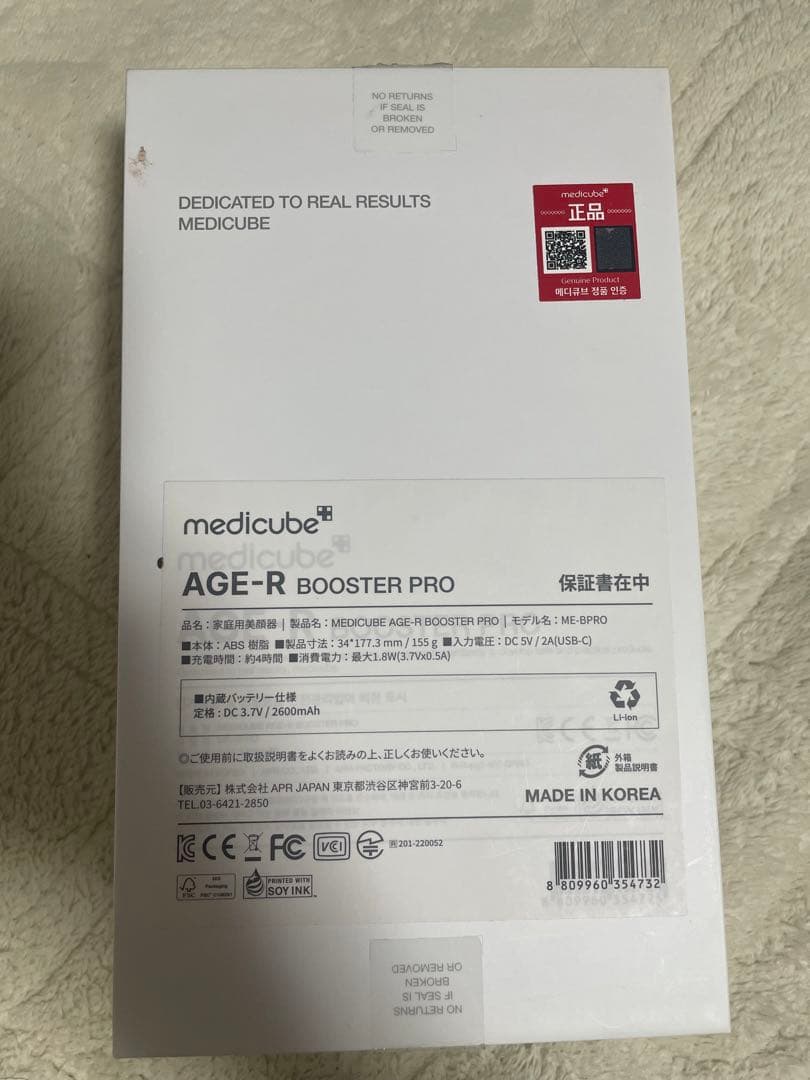 NO RETURNS
IF SEAL IS
BROKEN
OR REMOVED
DEDICATED TO REAL RESULTS
MEDICUBE
medicube
正品
Genuine Product
메디큐브 정품 인증
medicube
medicube
AGE-R BOOSTER PRO
保証書在中
品名：家庭用美顔器 | 製品名：MEDICUBE AGE-R BOOSTER PRO | モデル名：ME-BPRO
■本体：ABS 樹脂 ■製品寸法：34*177.3 mm / 155 g ■入力電圧：DC 5V / 2A(USB-C)
■充電時間：約4時間 ■消費電力：最大1.8W(3.7Vx0.5A)
■内蔵バッテリー仕様
定格：DC 3.7V / 2600mAh
Li-ion
◎ご使用前に取扱説明書をよくお読みの上、正しくお使いください。
紙
外箱
製品説明書
【販売元】株式会社 APR JAPAN 東京都渋谷区神宮前3-20-6
TEL.03-6421-2850
MADE IN KOREA
KC CE FC VCI 201-220052
FSC
MIX
Packaging
PRINTED WITH
SOY INK
8 809960 354732
NO RETURNS
IF SEAL IS
BROKEN
OR REMOVED